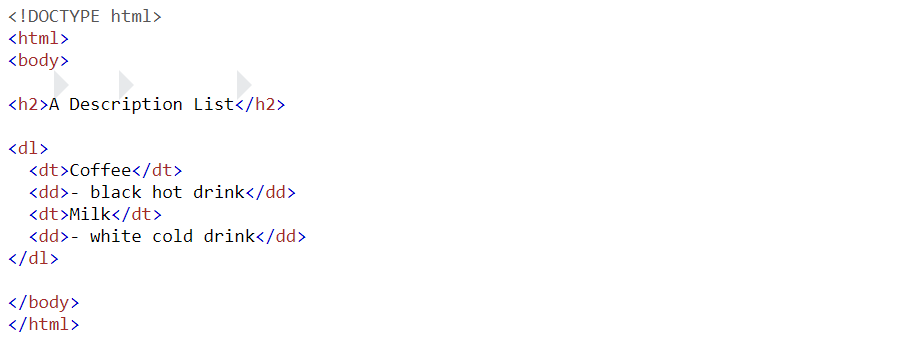 <!DOCTYPE html>
<html>
<body>
<h2>A Description List</h2>
<dl>
<dt>Coffee</dt>
<dd>- black hot drink</dd>
<dt>Milk</dt>
<dd>- white cold drink</dd>
</dl>
</body>
</html>